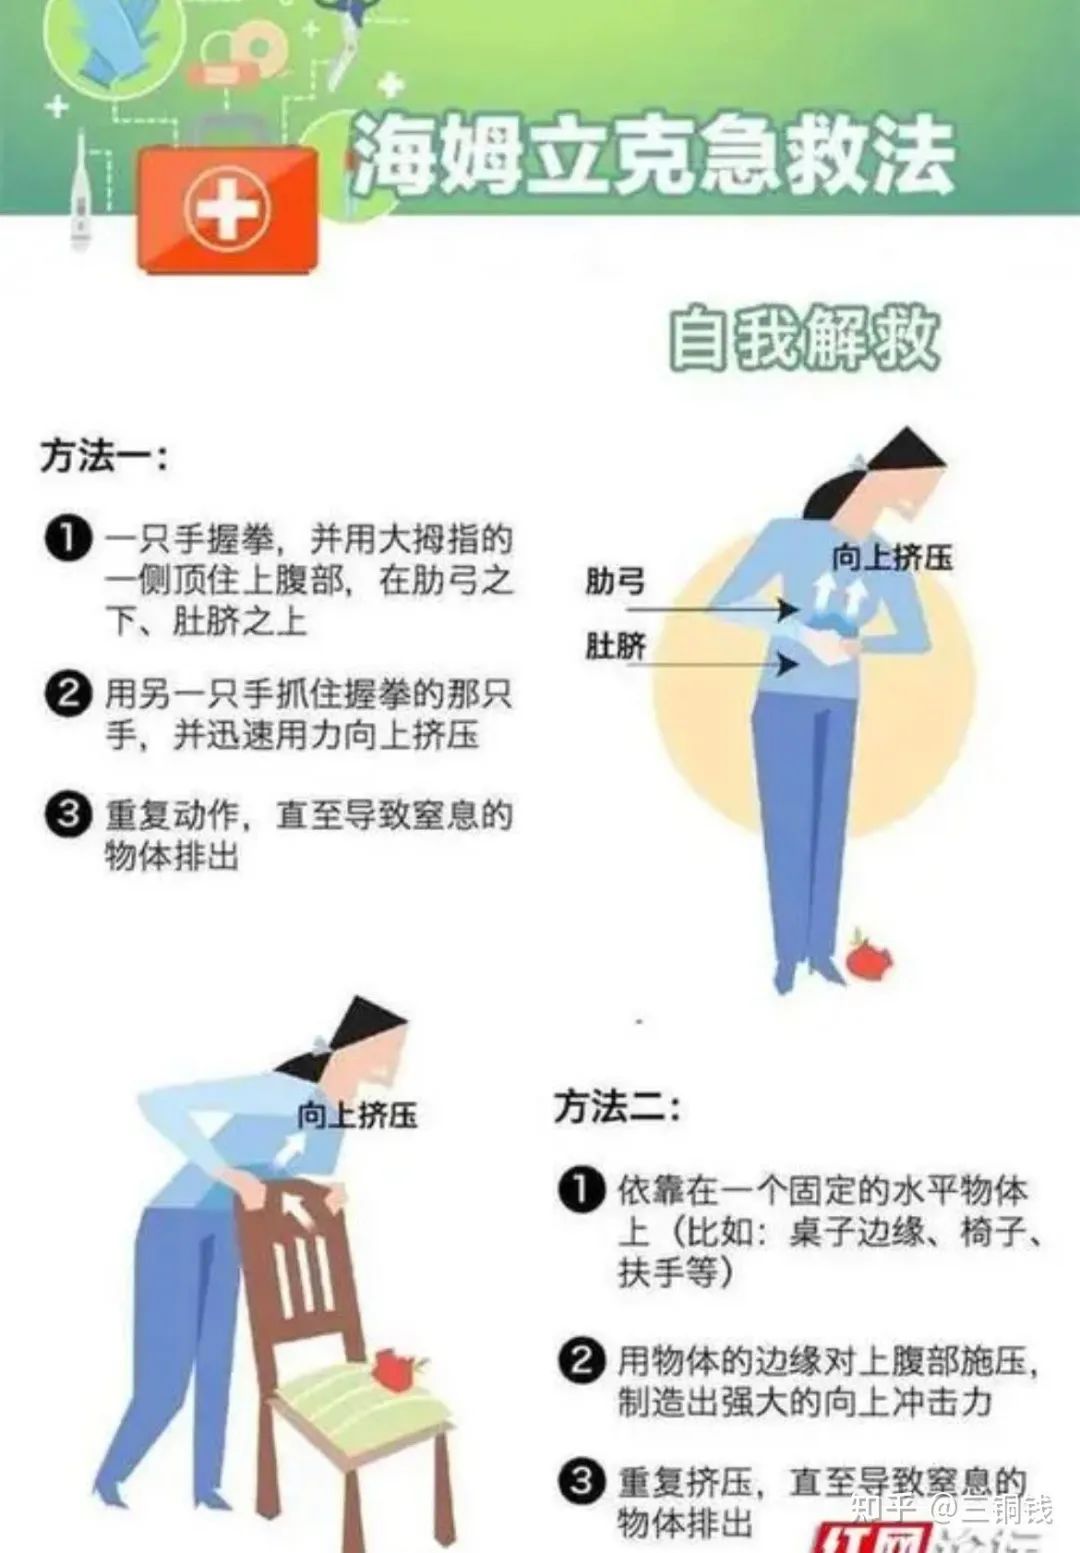 海姆立克急救法
自我解救
方法一：
1 一只手握拳，并用大拇指的
一侧顶住上腹部，在肋弓之
下、肚脐之上
2 用另一只手抓住握拳的那只
手，并迅速用力向上挤压
3 重复动作，直至导致窒息的
物体排出
向上挤压
肋弓
肚脐
向上挤压
方法二：
1 依靠在一个固定的水平物体
上（比如：桌子边缘、椅子、
扶手等）
2 用物体的边缘对上腹部施压，
制造出强大的向上冲击力
3 重复挤压，直至导致窒息的
物体排出
知乎 @三铜钱
红网论坛